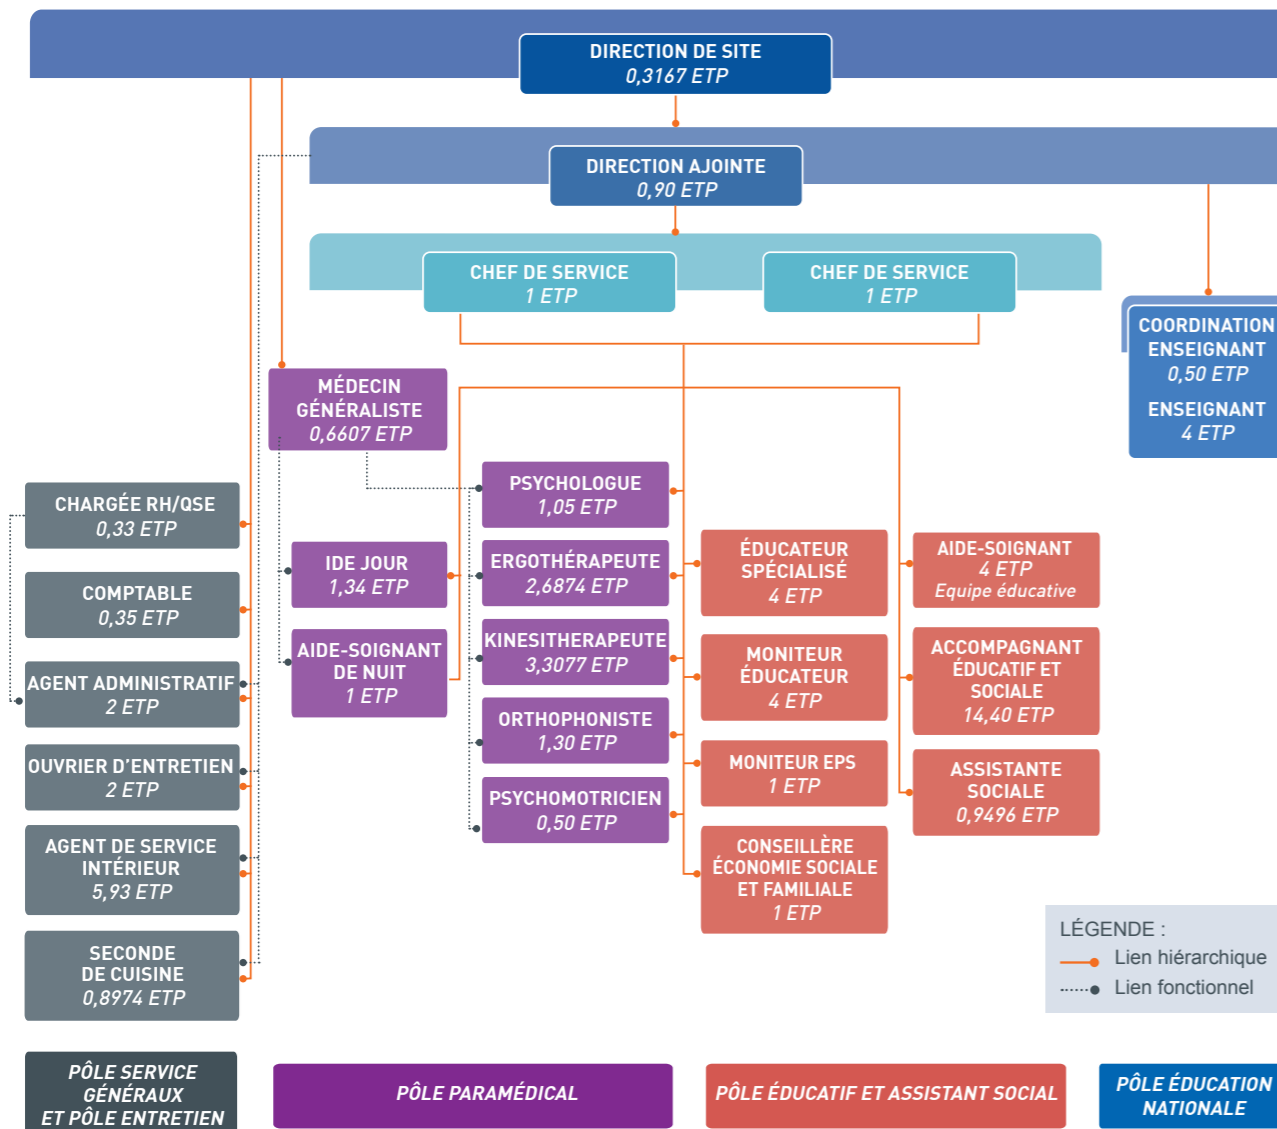 DIRECTION DE SITE
0,3167 ETP
DIRECTION AJOINTE
0,90 ETP
CHEF DE SERVICE
1 ETP
CHEF DE SERVICE
1 ETP
COORDINATION
ENSEIGNANT
0,50 ETP
ENSEIGNANT
4 ETP
MÉDECIN
GÉNÉRALISTE
0,6607 ETP
CHARGÉE RH/QSE
0,33 ETP
COMPTABLE
0,35 ETP
AGENT ADMINISTRATIF
2 ETP
OUVRIER D'ENTRETIEN
2 ETP
AGENT DE SERVICE
INTÉRIEUR
5,93 ETP
SECONDE
DE CUISINE
0,8974 ETP
IDE JOUR
1,34 ETP
AIDE-SOIGNANT
DE NUIT
1 ETP
PSYCHOLOGUE
1,05 ETP
ERGOTHÉRAPEUTE
2,6874 ETP
KINESITHERAPEUTE
3,3077 ETP
ORTHOPHONISTE
1,30 ETP
PSYCHOMOTRICIEN
0,50 ETP
ÉDUCATEUR
SPÉCIALISÉ
4 ETP
MONITEUR
ÉDUCATEUR
4 ETP
MONITEUR EPS
1 ETP
CONSEILLÈRE
ÉCONOMIE SOCIALE
ET FAMILIALE
1 ETP
AIDE-SOIGNANT
4 ETP
Equipe éducative
ACCOMPAGNANT
ÉDUCATIF ET
SOCIALE
14,40 ETP
ASSISTANTE
SOCIALE
0,9496 ETP
LÉGENDE :
Lien hiérarchique
Lien fonctionnel
PÔLE SERVICE
GÉNÉRAUX
ET PÔLE ENTRETIEN
PÔLE PARAMÉDICAL
PÔLE ÉDUCATIF ET ASSISTANT SOCIAL
PÔLE ÉDUCATION
NATIONALE